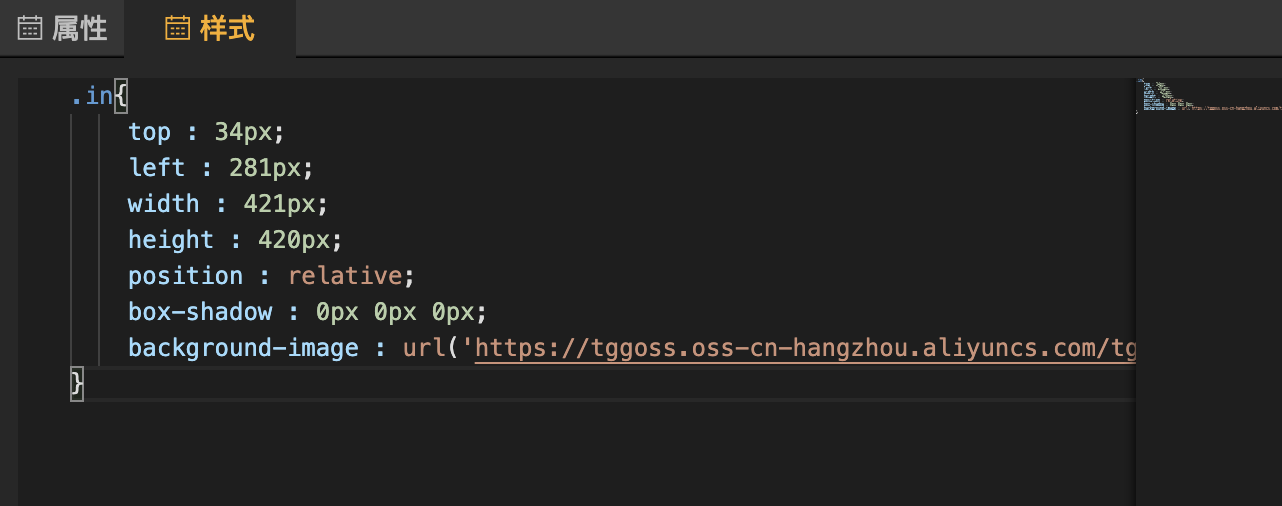 属性 样式
.in{
top : 34px;
left : 281px;
width : 421px;
height : 420px;
position : relative;
box-shadow : 0px 0px 0px;
background-image : url('https://tggoss.oss-cn-hangzhou.aliyuncs.com/tg
}